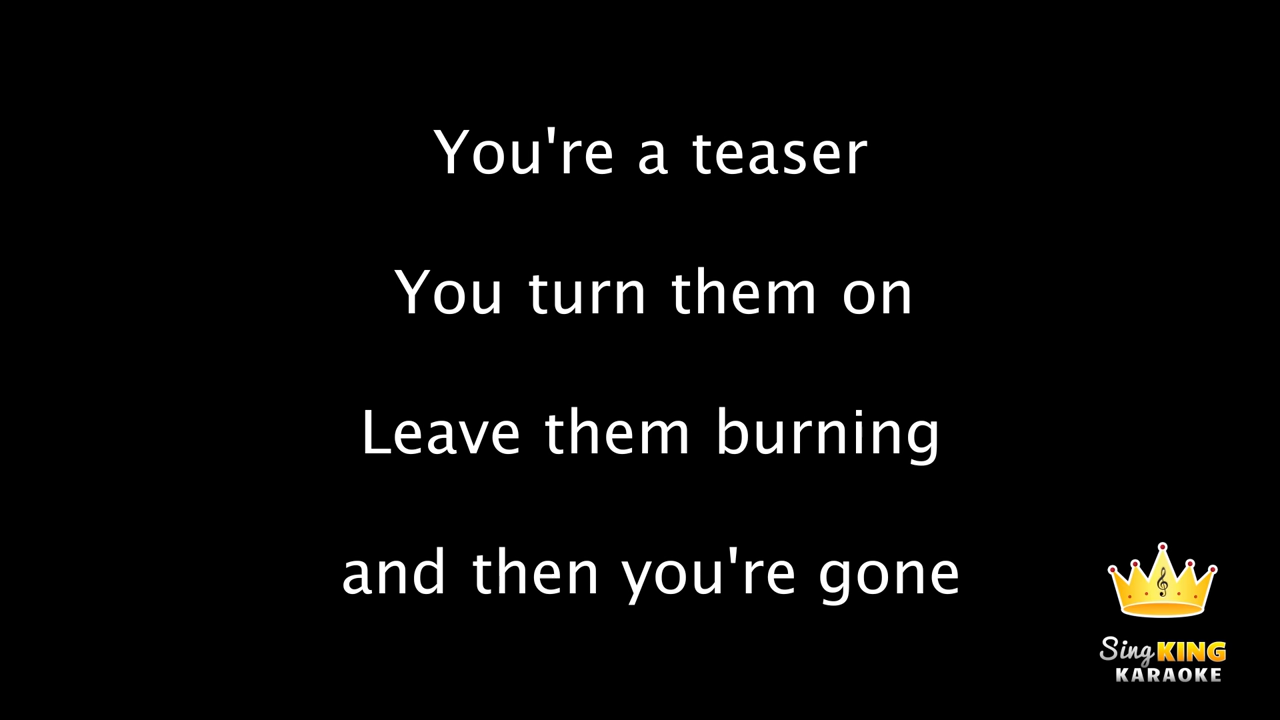 You're a teaser
You turn them on
Leave them burning
and then you're gone
Sing KING
KARAOKE